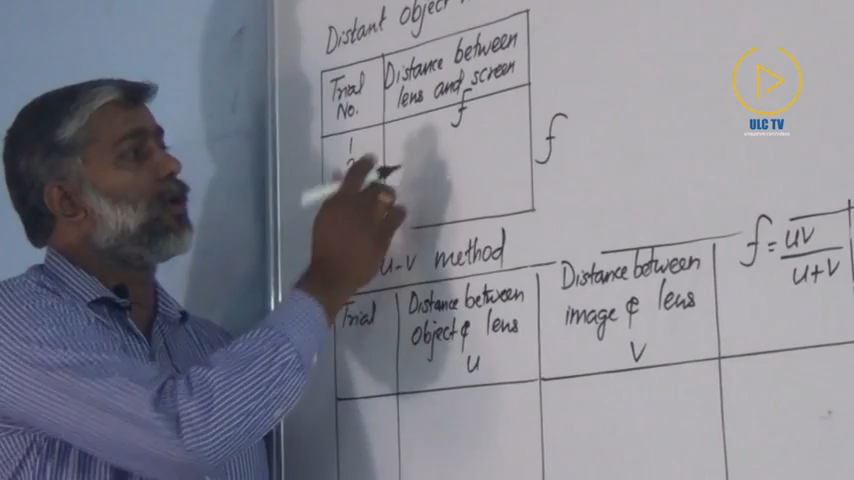 Distant object
Trial No.
Distance between lens and screen
f
1
f
u-v method
Trial
Distance between object & lens
u
Distance between image & lens
v
f = uv / u+v
ULC TV